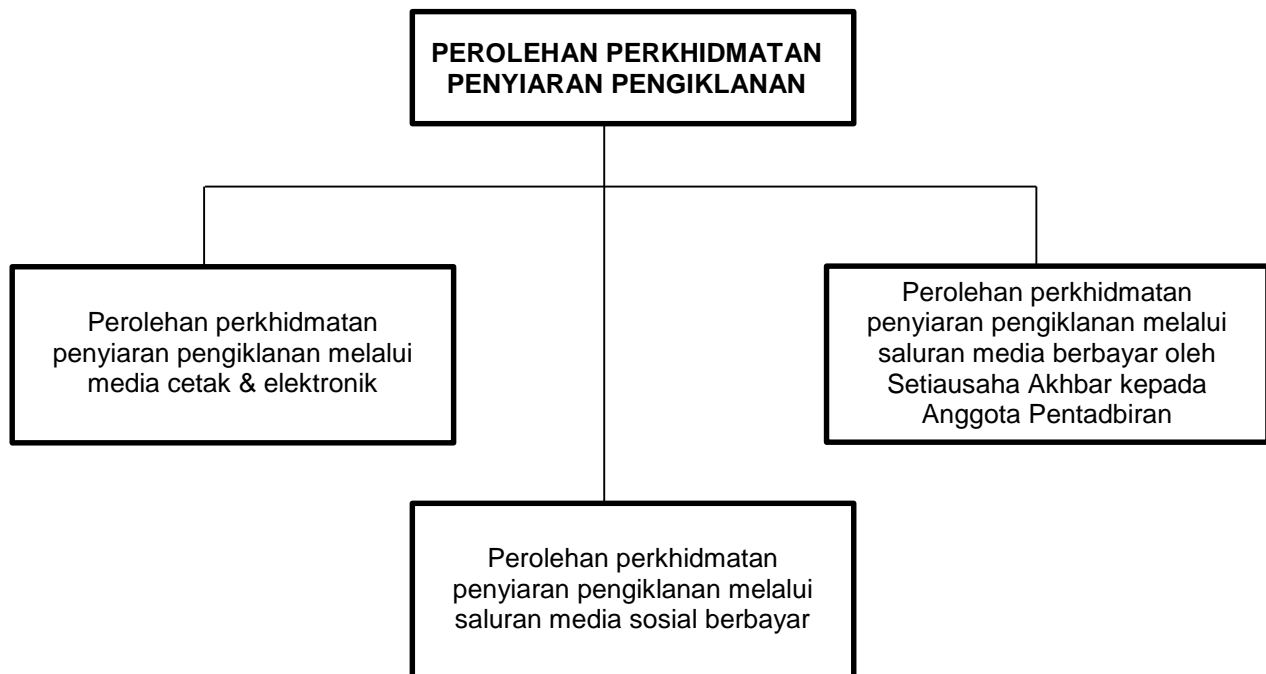 PEROLEHAN PERKHIDMATAN
PENYIARAN PENGIKLANAN
Perolehan perkhidmatan
penyiaran pengiklanan melalui
media cetak & elektronik
Perolehan perkhidmatan
penyiaran pengiklanan melalui
saluran media berbayar oleh
Setiausaha Akhbar kepada
Anggota Pentadbiran
Perolehan perkhidmatan
penyiaran pengiklanan melalui
saluran media sosial berbayar